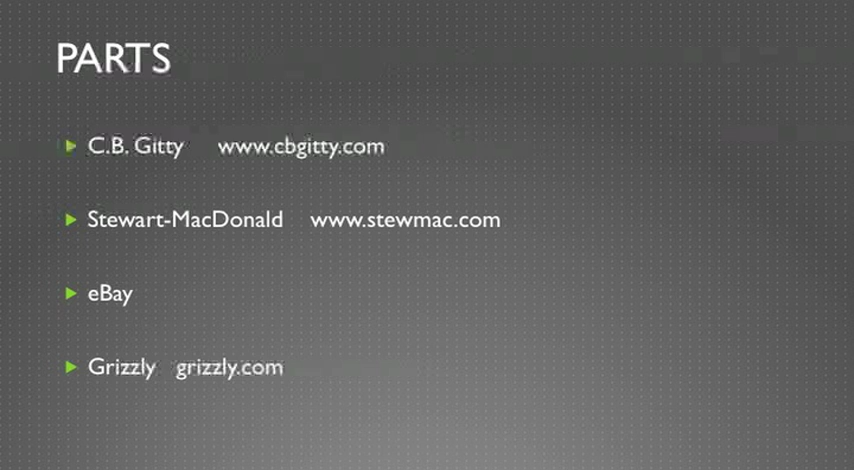 PARTS
C.B. Gitty www.cbgitty.com
Stewart-MacDonald www.stewmac.com
eBay
Grizzly grizzly.com